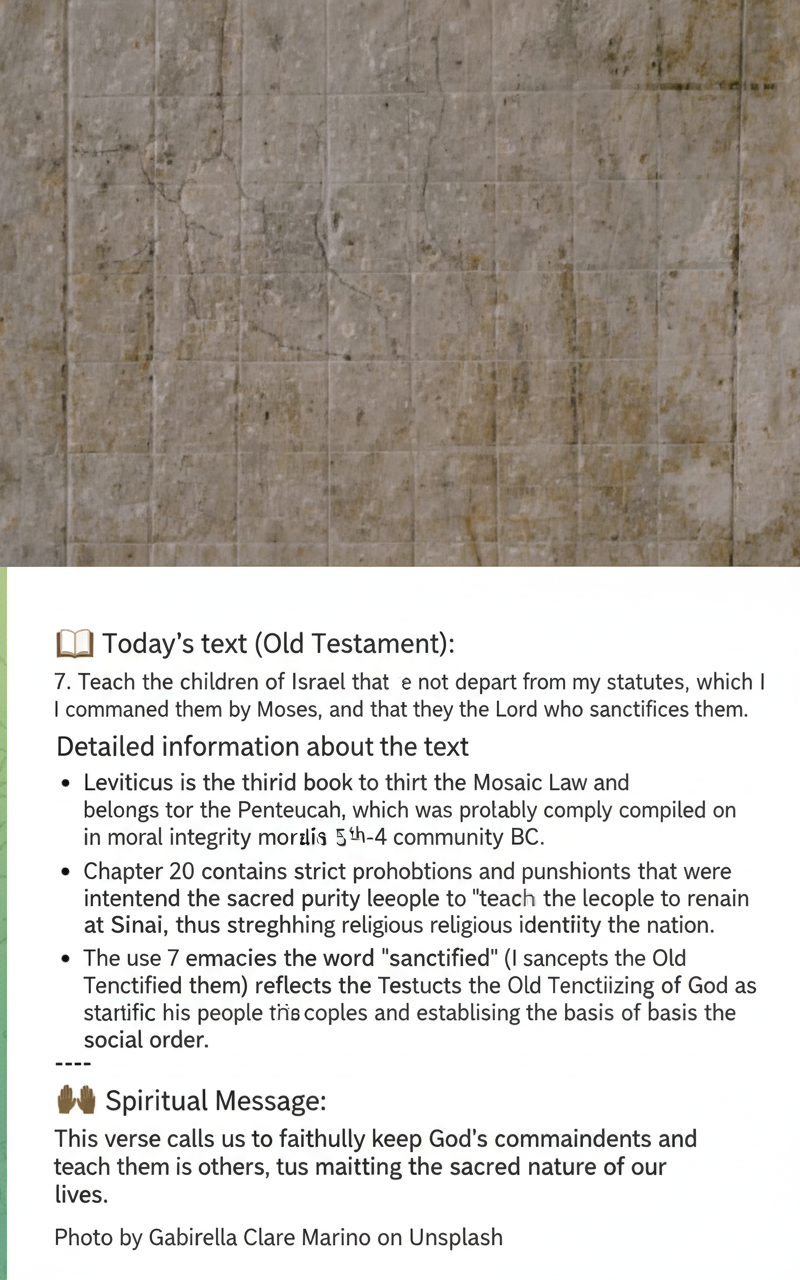 📖 Today's text (Old Testament):
7. Teach the children of Israel that e not depart from my statutes, which I
I commaned them by Moses, and that they the Lord who sanctifices them.
Detailed information about the text
• Leviticus is the thirid book to thirt the Mosaic Law and
belongs tor the Penteucah, which was protably comply compiled on
in moral integrity 5th-4 community BC.
• Chapter 20 contains strict prohobtions and punshionts that were
intentend the sacred purity leeople to "teach the lecople to renain
at Sinai, thus streghhing religious religious identiity the nation.
• The use 7 emnacies the word "sanctified" (I sancepts the Old
Tenctified them) reflects the Testucts the Old Tenctiizing of God as
startific his people coples and establising the basis of basis the
social order.
----
🙌🏾 Spiritual Message:
This verse calls us to faithully keep God's commaindents and
teach them is others, tus maitting the sacred nature of our
lives.
Photo by Gabirella Clare Marino on Unsplash